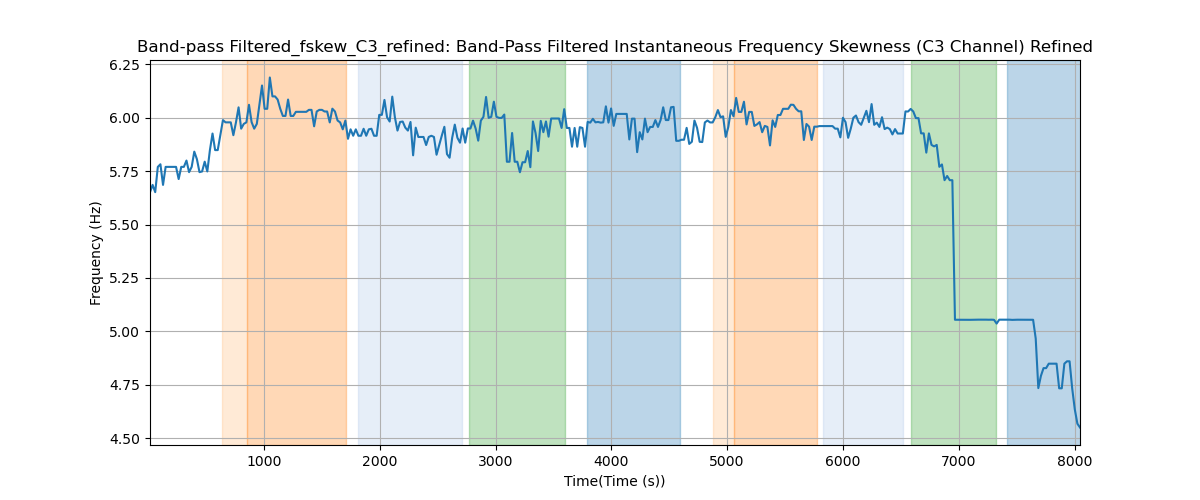 Band-pass Filtered_fskew_C3_refined: Band-Pass Filtered Instantaneous Frequency Skewness (C3 Channel) Refined
6.25
6.00
5.75
5.50
5.25
5.00
4.75
4.50
Frequency (Hz)
1000 2000 3000 4000 5000 6000 7000 8000
Time(Time (s))